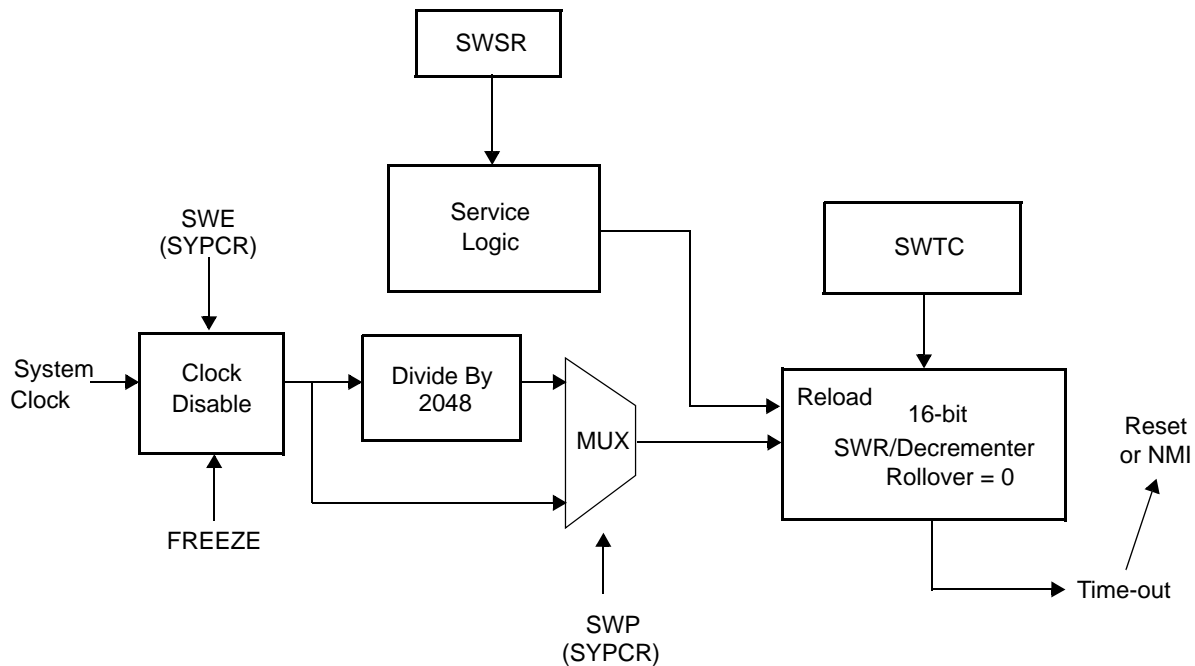 SWSR
Service
Logic
SWE
(SYPCR)
SWTC
System
Clock
Clock
Disable
Divide By
2048
MUX
Reload
16-bit
SWR/Decrementer
Rollover = 0
Reset
or NMI
FREEZE
Time-out
SWP
(SYPCR)